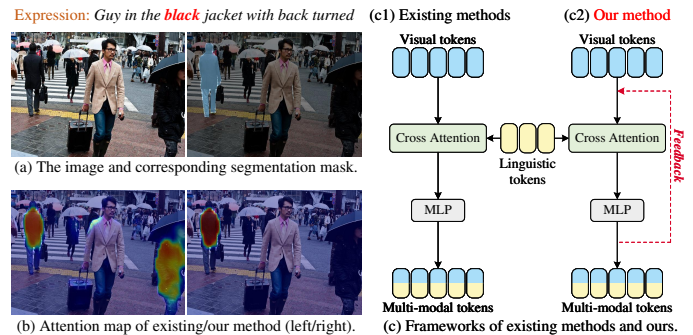 Expression: Guy in the black jacket with back turned
(a) The image and corresponding segmentation mask.
(b) Attention map of existing/our method (left/right).
(c1) Existing methods
Visual tokens
Cross Attention
Linguistic
tokens
MLP
Multi-modal tokens
(c2) Our method
Visual tokens
Cross Attention
Feedback
MLP
Multi-modal tokens
(c) Frameworks of existing methods and ours.